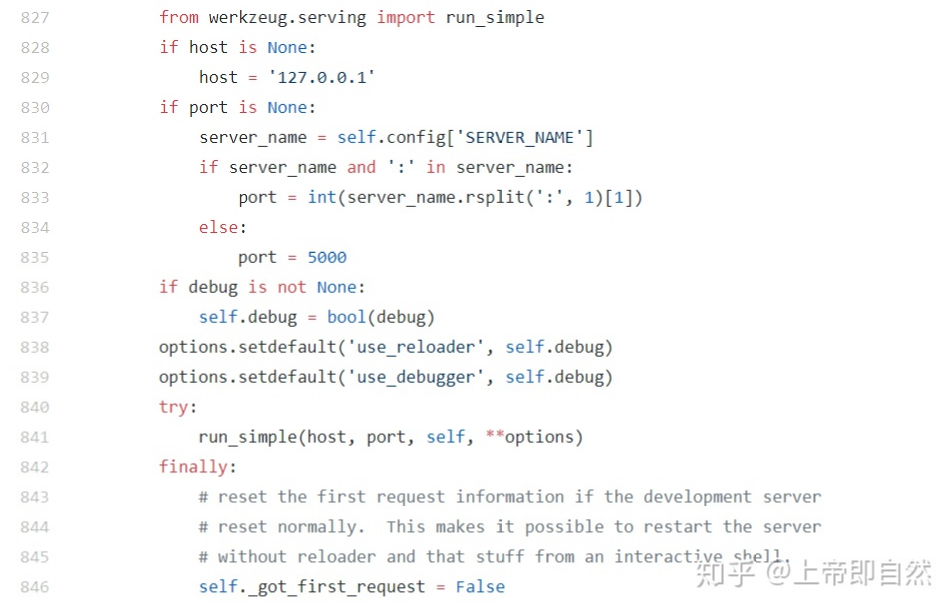 827 from werkzeug.serving import run_simple
828 if host is None:
829 host = '127.0.0.1'
830 if port is None:
831 server_name = self.config['SERVER_NAME']
832 if server_name and ':' in server_name:
833 port = int(server_name.rsplit(':', 1)[1])
834 else:
835 port = 5000
836 if debug is not None:
837 self.debug = bool(debug)
838 options.setdefault('use_reloader', self.debug)
839 options.setdefault('use_debugger', self.debug)
840 try:
841 run_simple(host, port, self, **options)
842 finally:
843 # reset the first request information if the development server
844 # reset normally.  This makes it possible to restart the server
845 # without reloader and that stuff from an interactive shell.
846 self._got_first_request = False
知乎 @上帝即自然